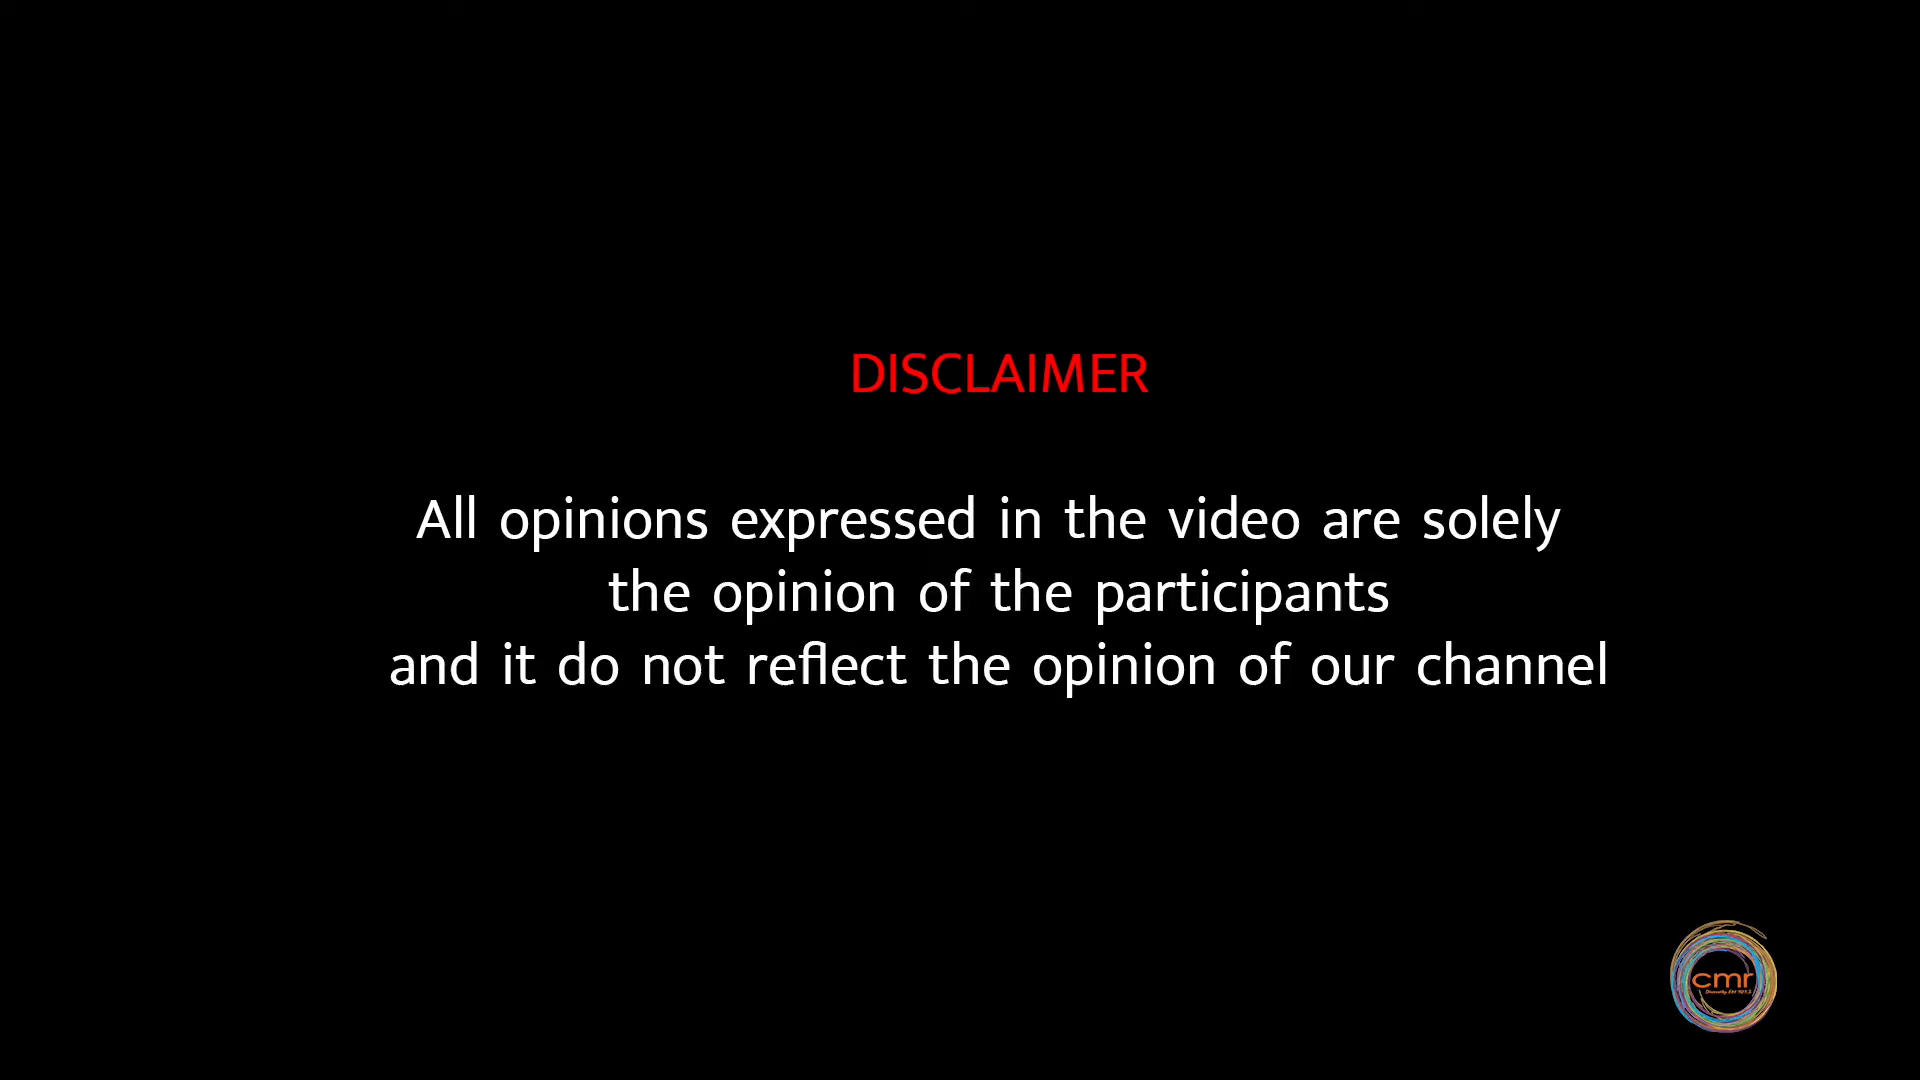 DISCLAIMER
All opinions expressed in the video are solely
the opinion of the participants
and it do not reflect the opinion of our channel
cmr